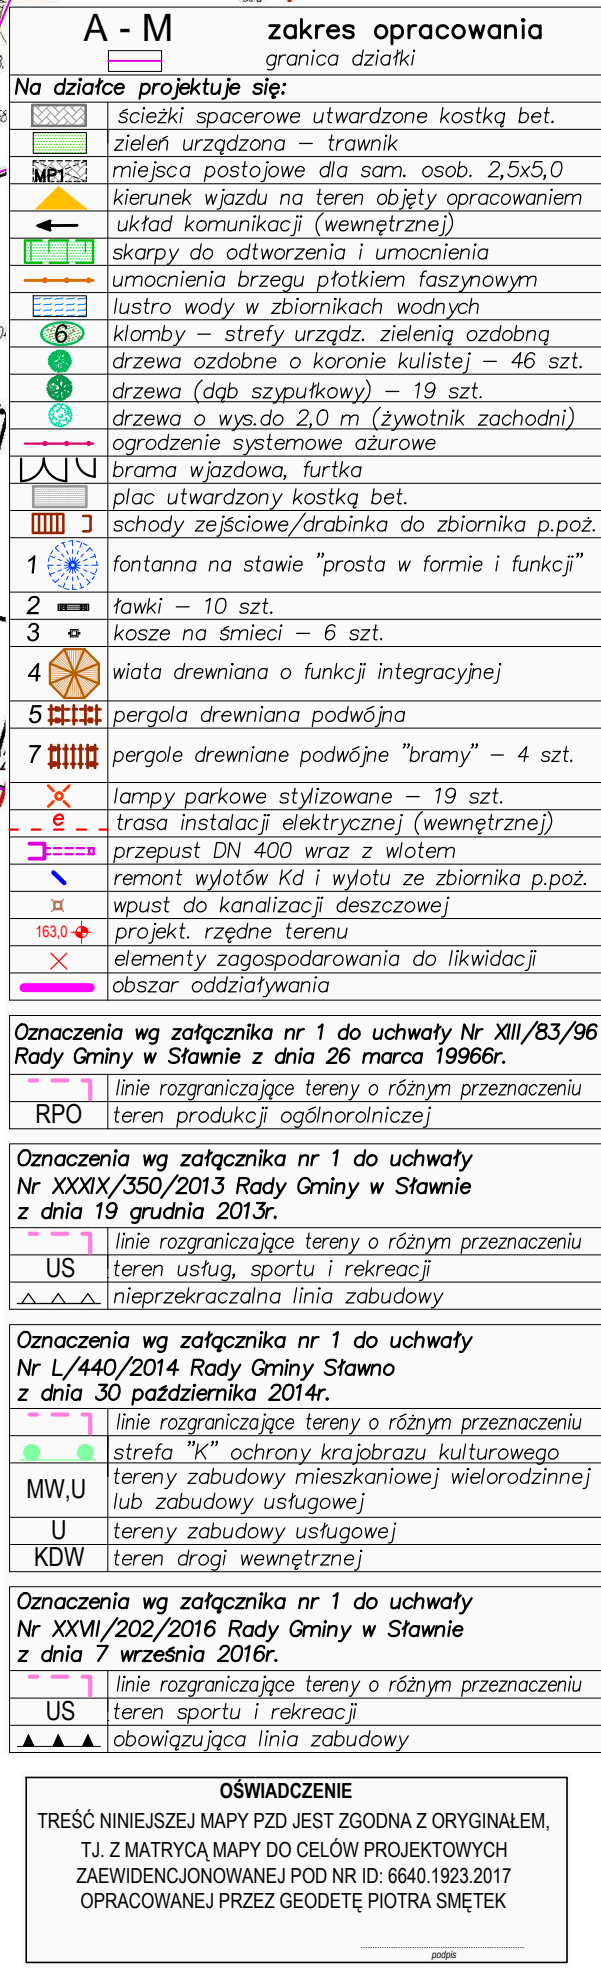 A - M zakres opracowania
granica działki
Na działce projektuje się:
ścieżki spacerowe utwardzone kostką bet.
zieleń urządzona – trawnik
MP1 miejsca postojowe dla sam. osob. 2,5x5,0
kierunek wjazdu na teren objęty opracowaniem
układ komunikacji (wewnętrznej)
skarpy do odtworzenia i umocnienia
umocnienia brzegu płotkiem faszynowym
lustro wody w zbiornikach wodnych
6 klomby – strefy urządz. zielenią ozdobną
drzewa ozdobne o koronie kulistej – 46 szt.
drzewa (dąb szypułkowy) – 19 szt.
drzewa o wys.do 2,0 m (żywotnik zachodni)
ogrodzenie systemowe ażurowe
brama wjazdowa, furtka
plac utwardzony kostką bet.
schody zejściowe/drabinka do zbiornika p.poż.
1 fontanna na stawie "prosta w formie i funkcji"
2 ławki – 10 szt.
3 kosze na śmieci – 6 szt.
4 wiata drewniana o funkcji integracyjnej
5 pergola drewniana podwójna
7 pergole drewniane podwójne "bramy" – 4 szt.
lampy parkowe stylizowane – 19 szt.
e trasa instalacji elektrycznej (wewnętrznej)
przepust DN 400 wraz z wlotem
remont wylotów Kd i wylotu ze zbiornika p.poż.
wpust do kanalizacji deszczowej
163,0 projekt. rzędne terenu
elementy zagospodarowania do likwidacji
obszar oddziaływania
Oznaczenia wg załącznika nr 1 do uchwały Nr XIII/83/96
Rady Gminy w Sławnie z dnia 26 marca 19966r.
linie rozgraniczające tereny o różnym przeznaczeniu
RPO teren produkcji ogólnorolniczej
Oznaczenia wg załącznika nr 1 do uchwały
Nr XXXIX/350/2013 Rady Gminy w Sławnie
z dnia 19 grudnia 2013r.
linie rozgraniczające tereny o różnym przeznaczeniu
US teren usług, sportu i rekreacji
nieprzekraczalna linia zabudowy
Oznaczenia wg załącznika nr 1 do uchwały
Nr L/440/2014 Rady Gminy Sławno
z dnia 30 października 2014r.
linie rozgraniczające tereny o różnym przeznaczeniu
strefa "K" ochrony krajobrazu kulturowego
MW,U tereny zabudowy mieszkaniowej wielorodzinnej
lub zabudowy usługowej
U tereny zabudowy usługowej
KDW teren drogi wewnętrznej
Oznaczenia wg załącznika nr 1 do uchwały
Nr XXVI/202/2016 Rady Gminy w Sławnie
z dnia 7 września 2016r.
linie rozgraniczające tereny o różnym przeznaczeniu
US teren sportu i rekreacji
obowiązująca linia zabudowy
OŚWIADCZENIE
TREŚĆ NINIEJSZEJ MAPY PZD JEST ZGODNA Z ORYGINAŁEM,
TJ. Z MATRYCĄ MAPY DO CELÓW PROJEKTOWYCH
ZAEWIDENCJONOWANEJ POD NR ID: 6640.1923.2017
OPRACOWANEJ PRZEZ GEODETĘ PIOTRA SMĘTEK
podpis